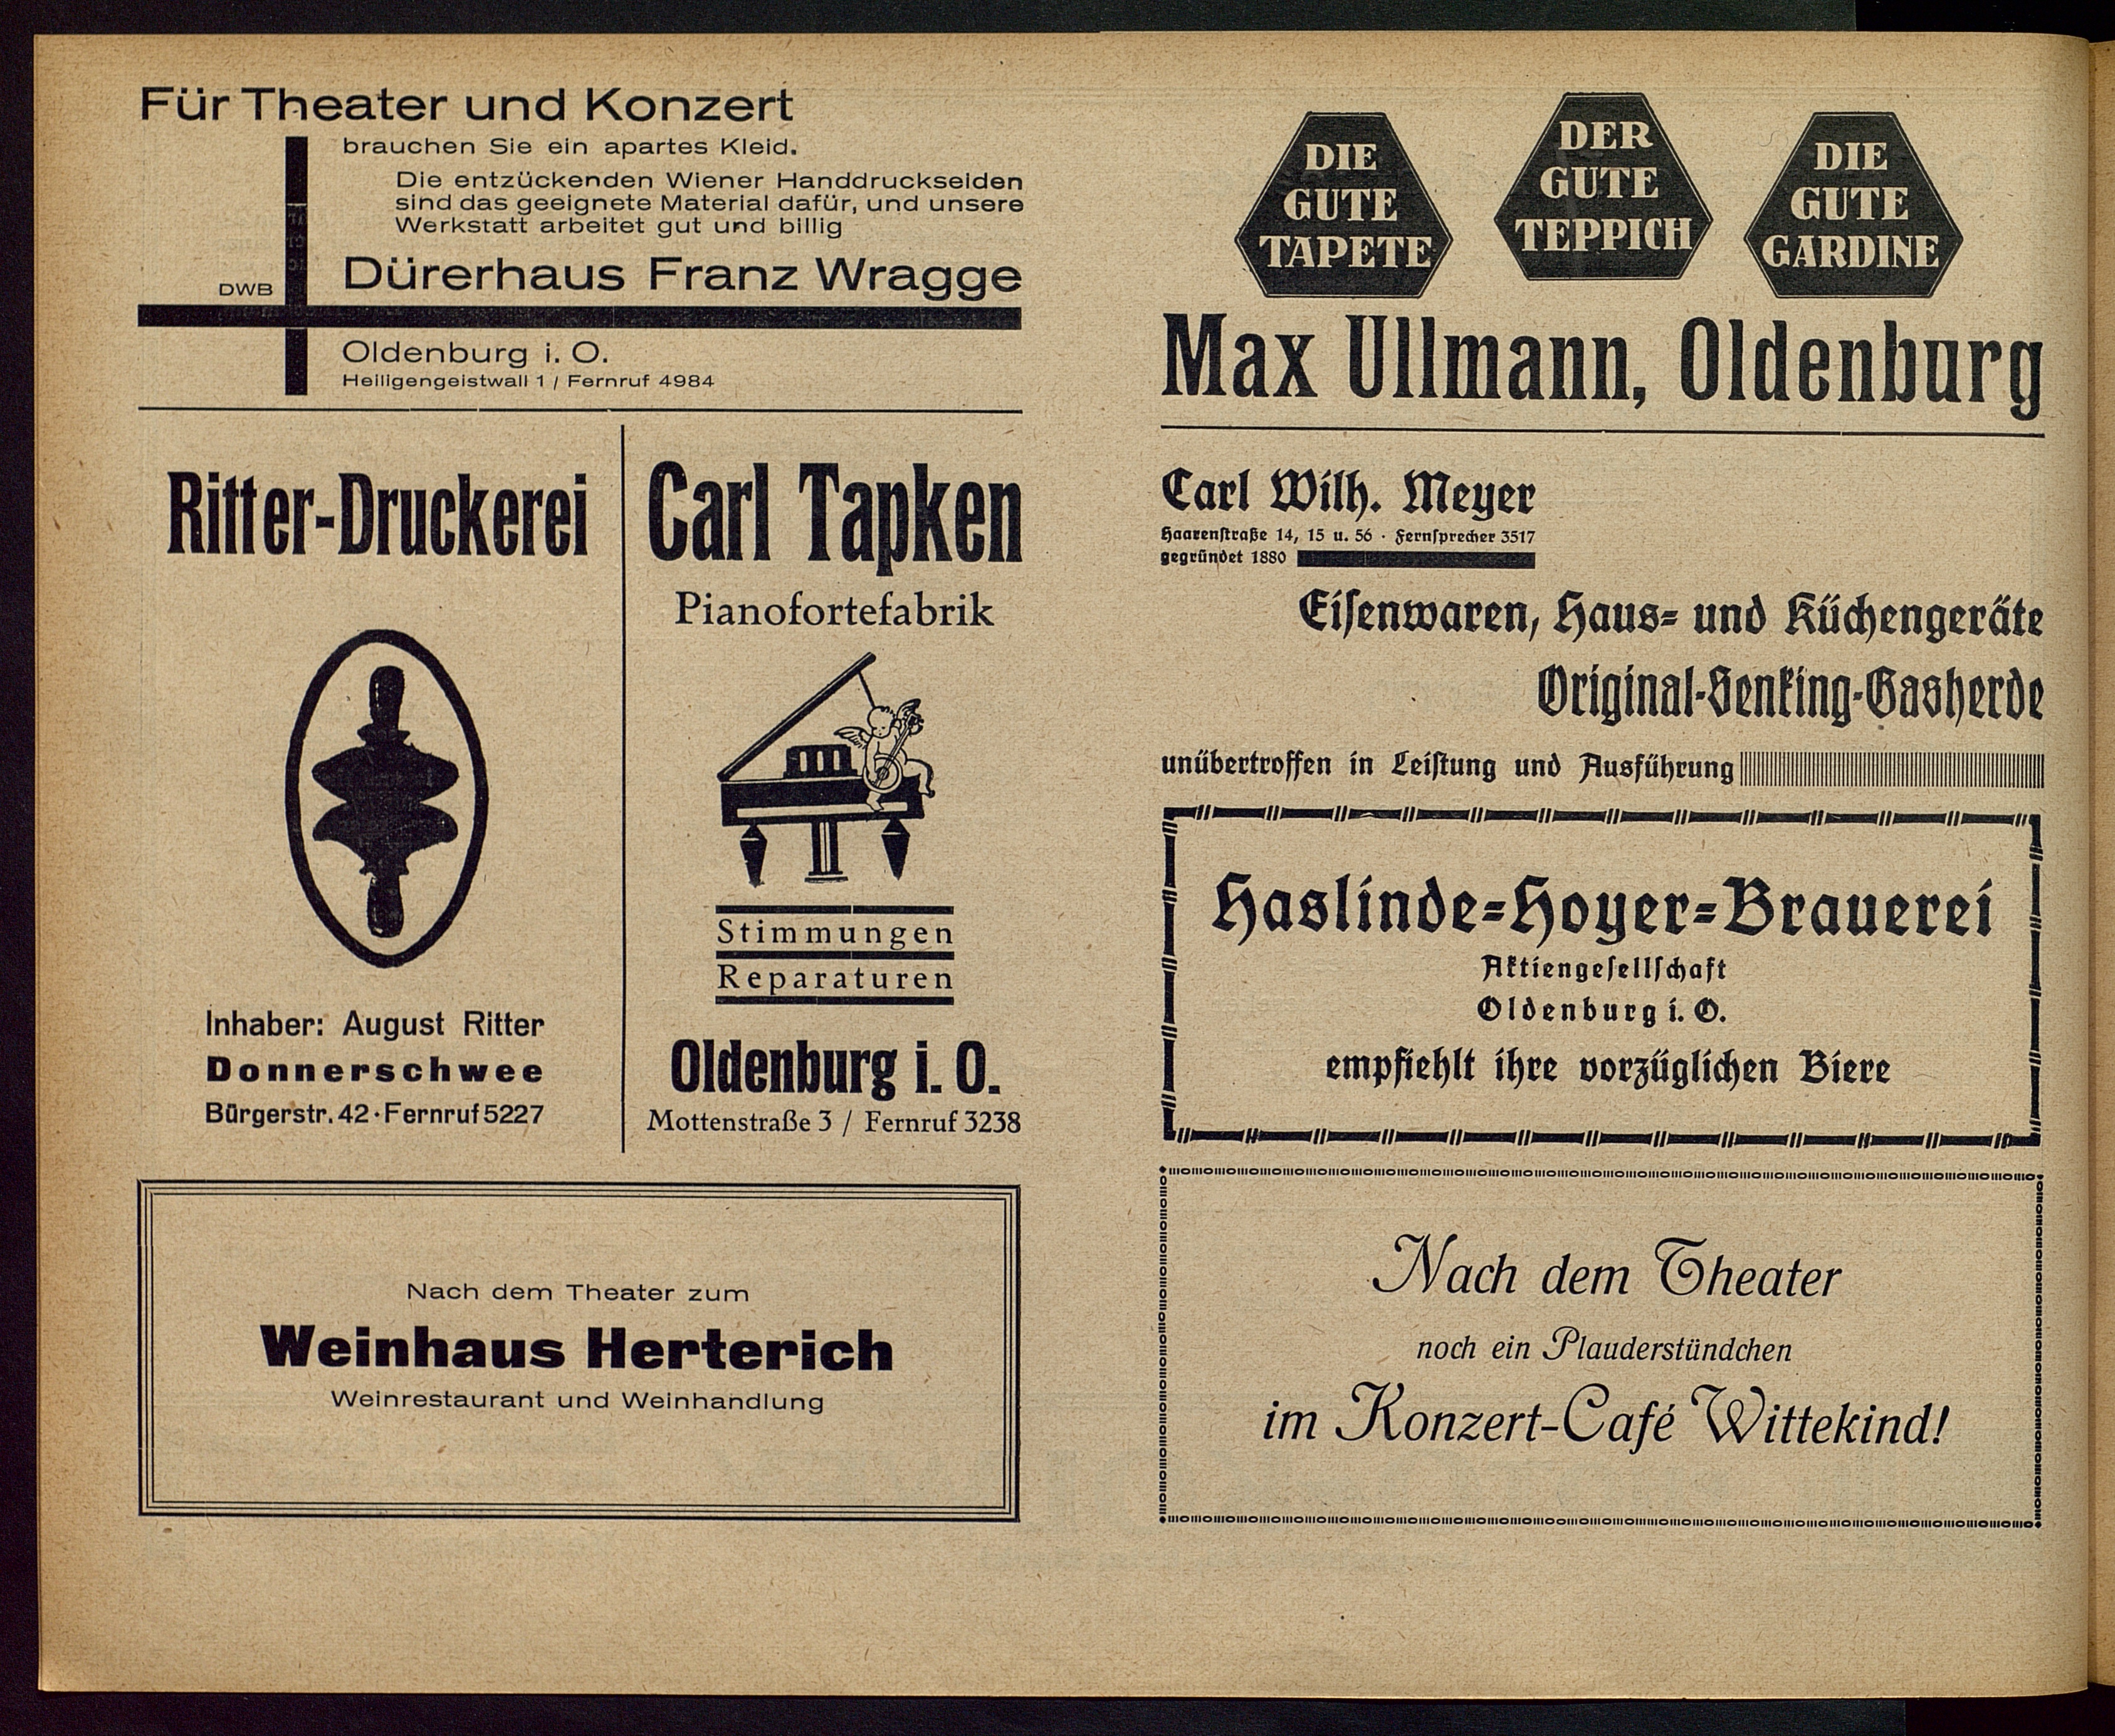 Für Theater und Konzert
brauchen Sie ein apartes Kleid.
Die entzückenden Wiener Handdruckseiden
sind das geeignete Material dafür, und unsere
Werkstatt arbeitet gut und billig
DWB
Dürerhaus Franz Wragge
Oldenburg i. O.
Heiligengeistwall 1 / Fernruf 4984
Ritter-Druckerei
Inhaber: August Ritter
Donnerschwee
Bürgerstr. 42 · Fernruf 5227
Carl Tapken
Pianofortefabrik
Stimmungen
Reparaturen
Oldenburg i. O.
Mottenstraße 3 / Fernruf 3238
Nach dem Theater zum
Weinhaus Herterich
Weinrestaurant und Weinhandlung
DIE
GUTE
TAPETE
DER
GUTE
TEPPICH
DIE
GUTE
GARDINE
Max Ullmann, Oldenburg
Carl Wilh. Meyer
Haarenſtraße 14, 15 u. 56 · Fernſprecher 3517
gegründet 1880
Eiſenwaren, Haus- und Küchengeräte
Original-Senking-Gasherde
unübertroffen in Leiſtung und Ausführung
Haslinde-Hoyer-Brauerei
Aktiengeſellſchaft
Oldenburg i. O.
empfiehlt ihre vorzüglichen Biere
Nach dem Theater
noch ein Plauderstündchen
im Konzert-Café Wittekind!